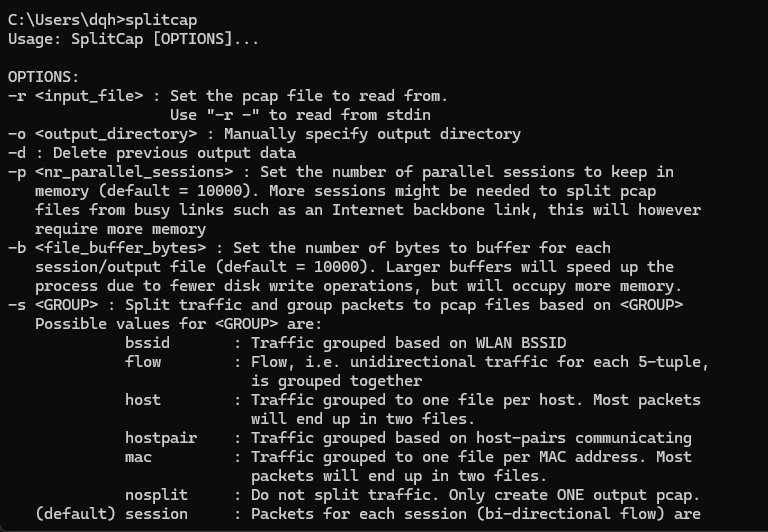 C:\Users\dqh>splitcap
Usage: SplitCap [OPTIONS]...

OPTIONS:
-r <input_file> : Set the pcap file to read from.
                  Use "-r -" to read from stdin
-o <output_directory> : Manually specify output directory
-d : Delete previous output data
-p <nr_parallel_sessions> : Set the number of parallel sessions to keep in
   memory (default = 10000). More sessions might be needed to split pcap
   files from busy links such as an Internet backbone link, this will however
   require more memory
-b <file_buffer_bytes> : Set the number of bytes to buffer for each
   session/output file (default = 10000). Larger buffers will speed up the
   process due to fewer disk write operations, but will occupy more memory.
-s <GROUP> : Split traffic and group packets to pcap files based on <GROUP>
   Possible values for <GROUP> are:
             bssid       : Traffic grouped based on WLAN BSSID
             flow        : Flow, i.e. unidirectional traffic for each 5-tuple,
                           is grouped together
             host        : Traffic grouped to one file per host. Most packets
                           will end up in two files.
             hostpair    : Traffic grouped based on host-pairs communicating
             mac         : Traffic grouped to one file per MAC address. Most
                           packets will end up in two files.
             nosplit     : Do not split traffic. Only create ONE output pcap.
   (default) session     : Packets for each session (bi-directional flow) are